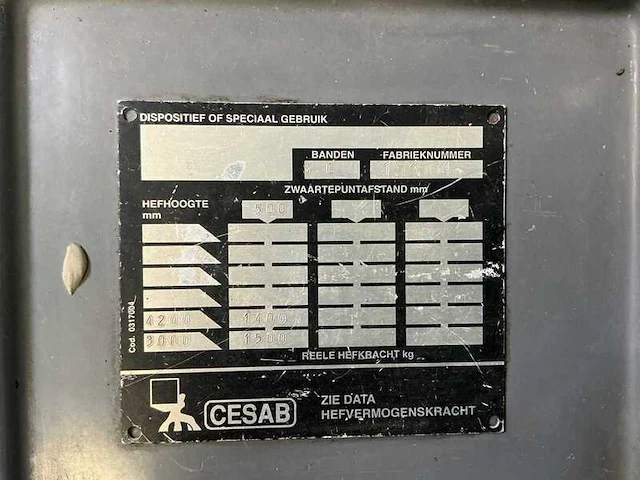 DISPOSITIEF OF SPECIAAL GEBRUIK
BANDEN FABRIEKNUMMER
ZWAARTEPUNTAFSTAND mm
HEFHOOGTE
mm
500
4200 1400
3000 1500
REELE HEFKRACHT kg
Cod. 0317004
CESAB
ZIE DATA
HEFVERMOGENSKRACHT